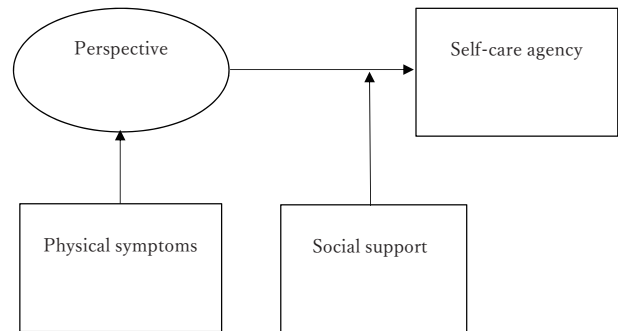 Perspective
Self-care agency
Physical symptoms
Social support